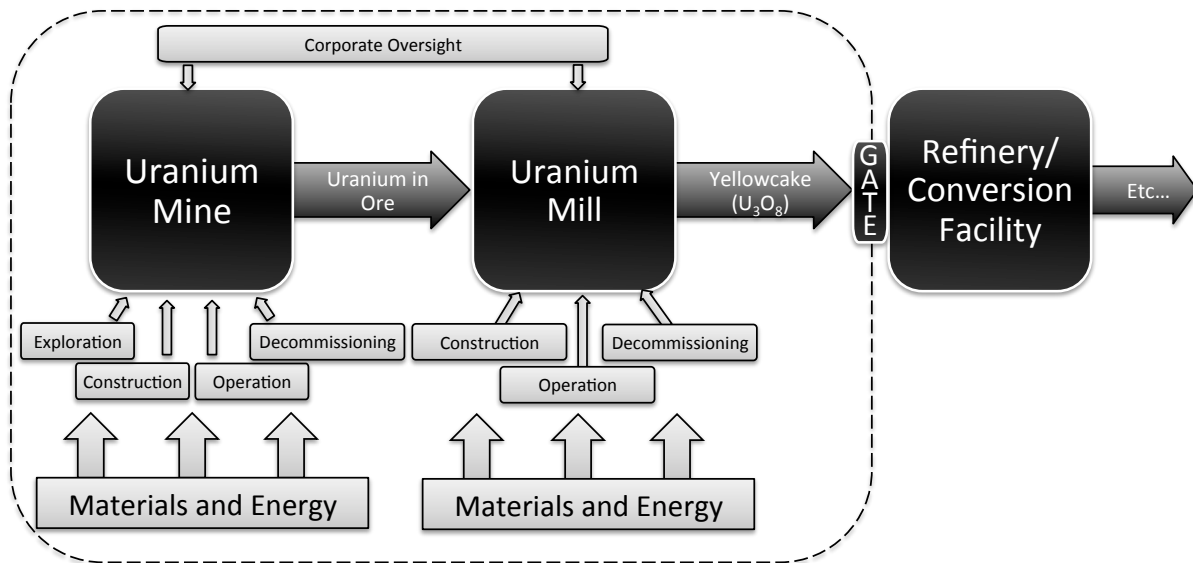 Corporate Oversight
Uranium
Mine
Uranium in
Ore
Uranium
Mill
Yellowcake
(U₃O₈)
GATE
Refinery/
Conversion
Facility
Etc...
Exploration
Construction
Operation
Decommissioning
Materials and Energy
Construction
Operation
Decommissioning
Materials and Energy